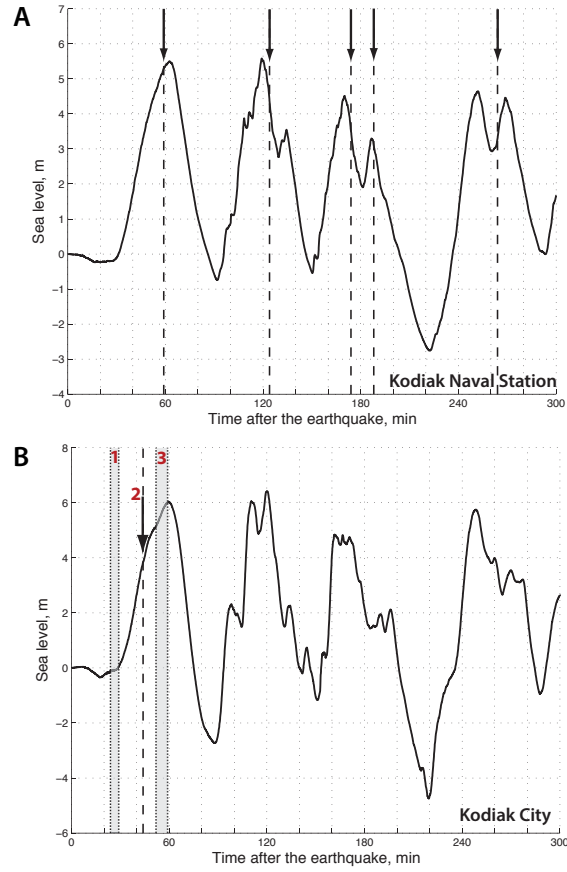 A
7
6
5
4
3
2
1
0
−1
−2
−3
−4
Sea level, m
Kodiak Naval Station
0 60 120 180 240 300
Time after the earthquake, min
B
8
6
4
2
0
−2
−4
−6
1 3
2
Sea level, m
Kodiak City
0 60 120 180 240 300
Time after the earthquake, min